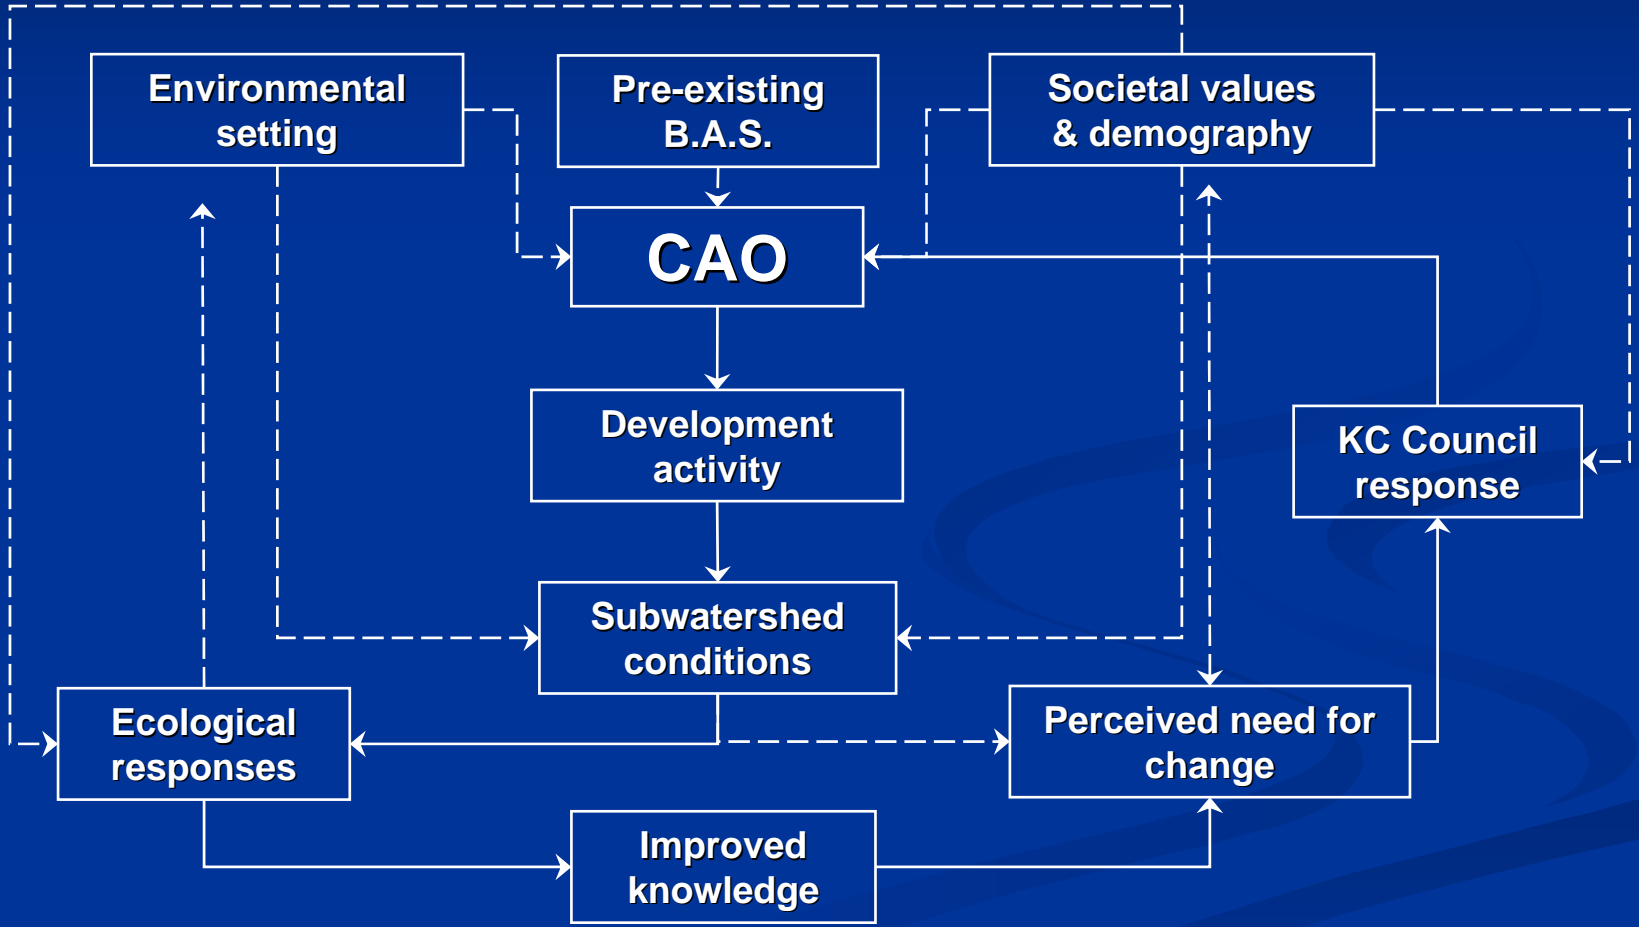 Environmental
setting
Pre-existing
B.A.S.
Societal values
& demography
CAO
Development
activity
KC Council
response
Subwatershed
conditions
Ecological
responses
Perceived need for
change
Improved
knowledge